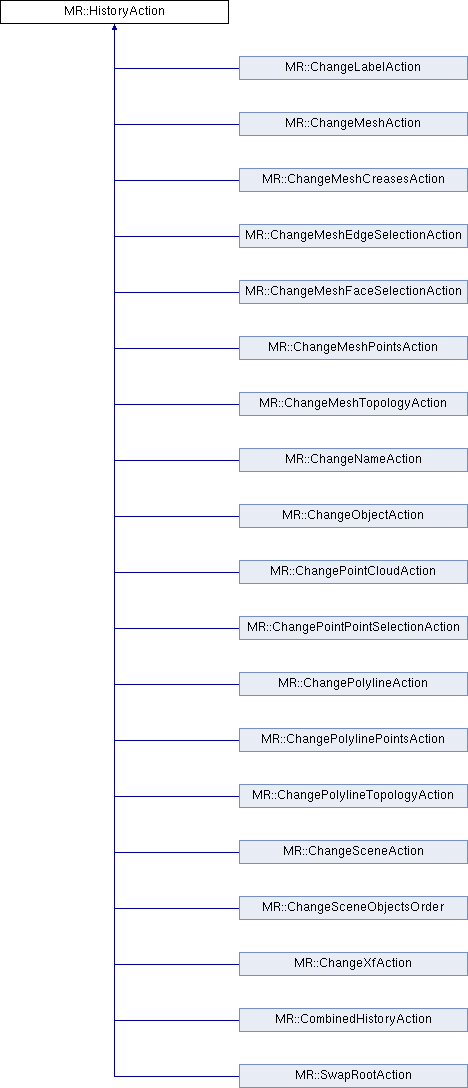 MR::HistoryAction
MR::ChangeLabelAction
MR::ChangeMeshAction
MR::ChangeMeshCreasesAction
MR::ChangeMeshEdgeSelectionAction
MR::ChangeMeshFaceSelectionAction
MR::ChangeMeshPointsAction
MR::ChangeMeshTopologyAction
MR::ChangeNameAction
MR::ChangeObjectAction
MR::ChangePointCloudAction
MR::ChangePointPointSelectionAction
MR::ChangePolylineAction
MR::ChangePolylinePointsAction
MR::ChangePolylineTopologyAction
MR::ChangeSceneAction
MR::ChangeSceneObjectsOrder
MR::ChangeXfAction
MR::CombinedHistoryAction
MR::SwapRootAction